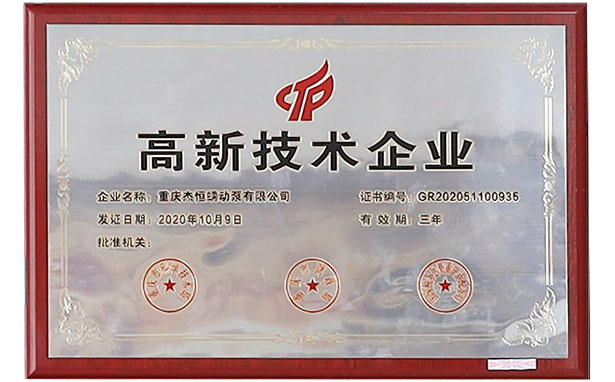 高新技术企业
企业名称：重庆杰恒蠕动泵有限公司
证书编号：GR202051100935
发证日期：2020年10月9日
有效期：三年
批准机关：